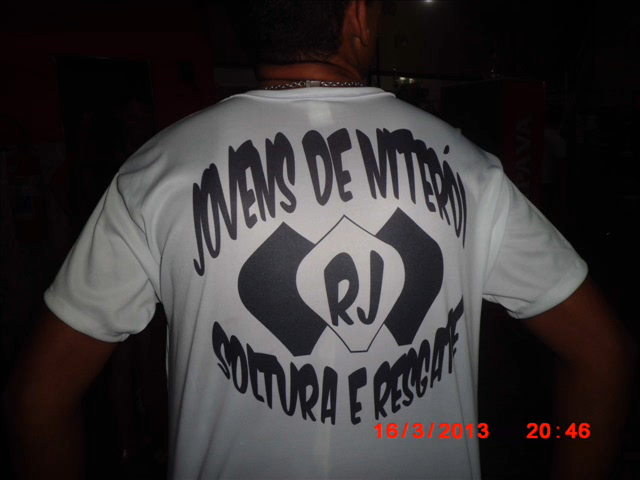 JOVENS DE NITERÓI
RJ
SOLTURA E RESGATE
16/3/2013 20:46